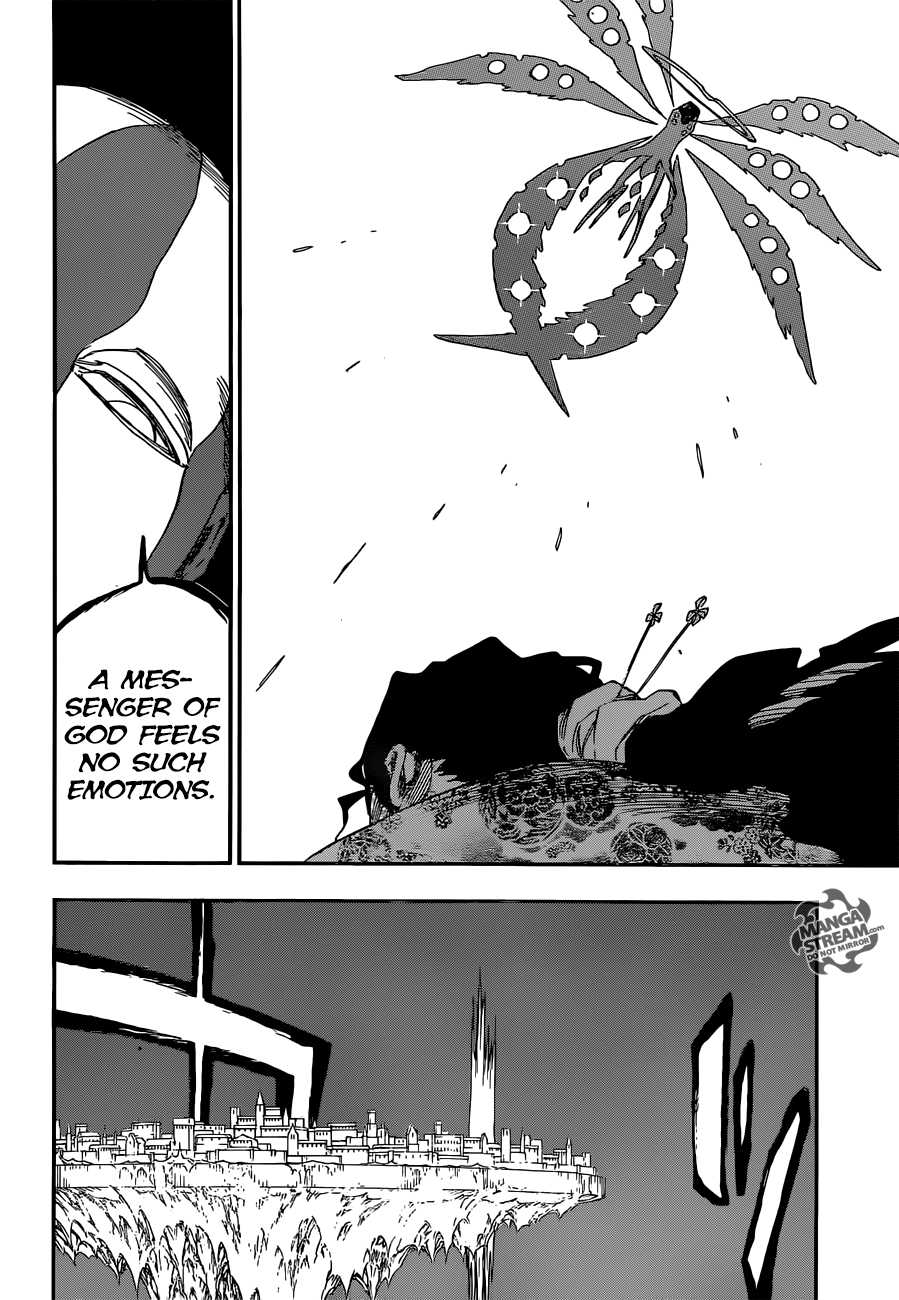 A MES-
SENGER OF
GOD FEELS
NO SUCH
EMOTIONS.
MANGA
STREAM.com
DO NOT MIRROR